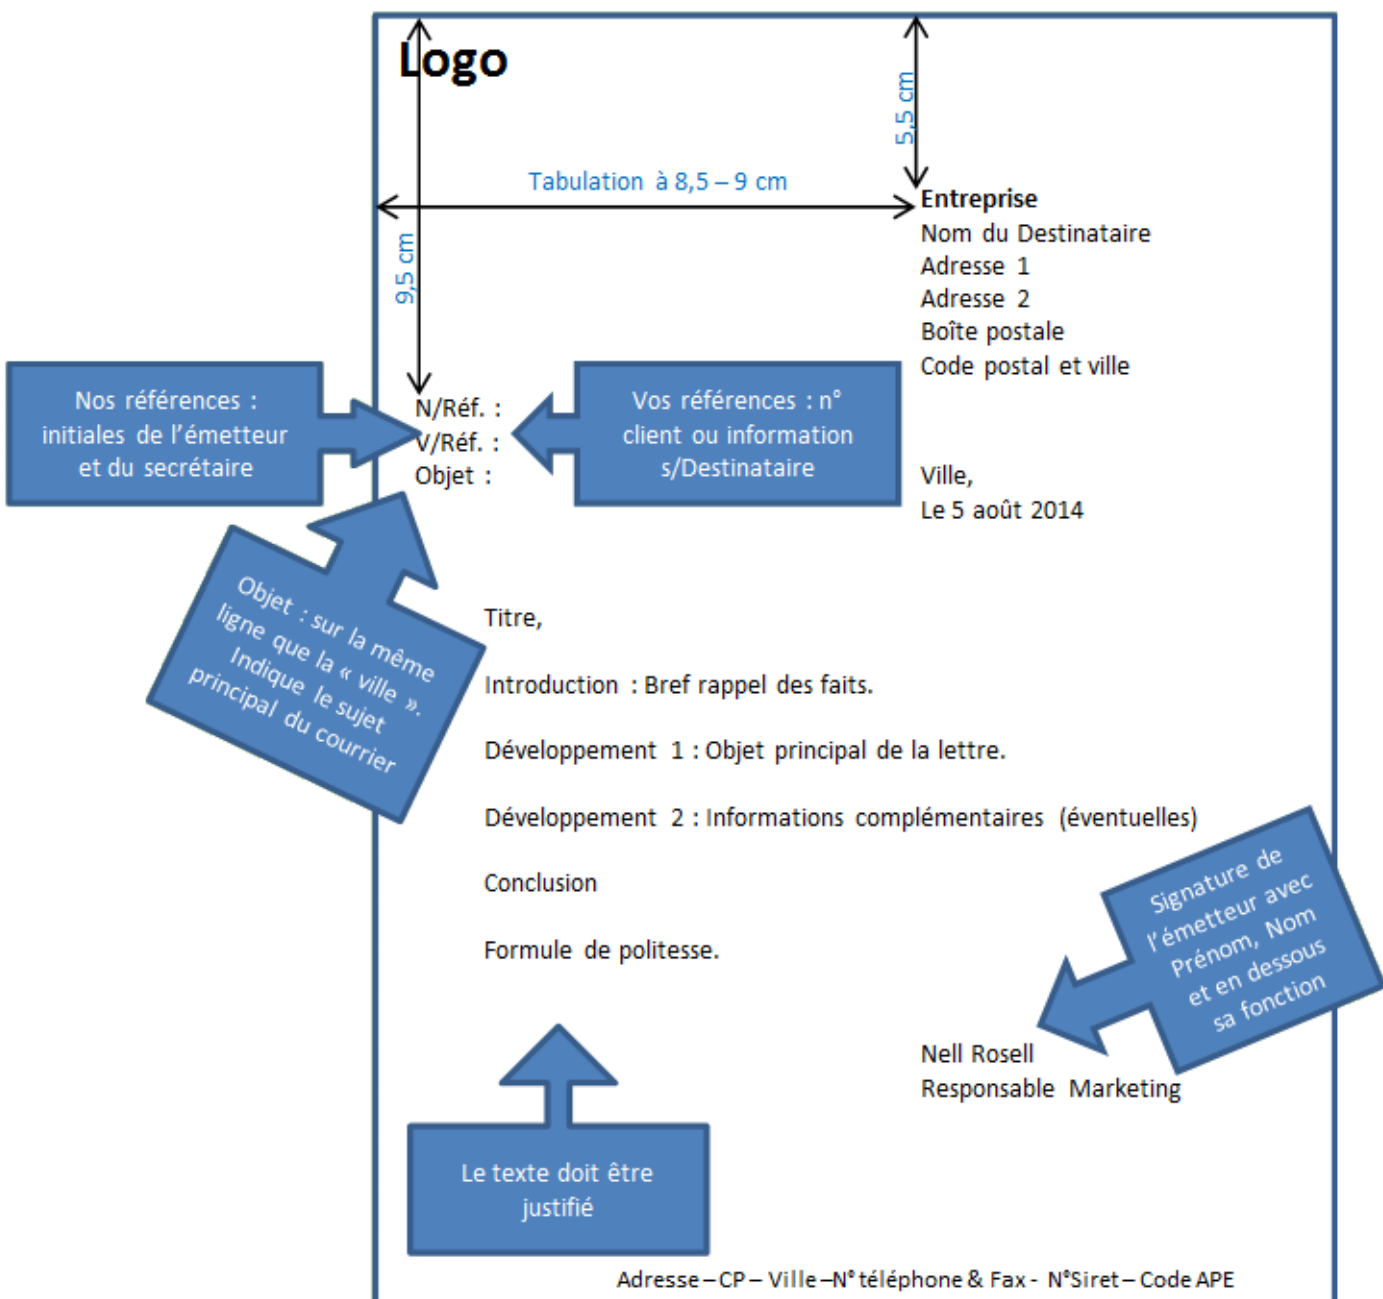 Logo
5,5 cm
Tabulation à 8,5 – 9 cm
9,5 cm
Entreprise
Nom du Destinataire
Adresse 1
Adresse 2
Boîte postale
Code postal et ville
Nos références :
initiales de l'émetteur
et du secrétaire
N/Réf. :
V/Réf. :
Objet :
Vos références : n°
client ou information
s/Destinataire
Ville,
Le 5 août 2014
Objet : sur la même
ligne que la « ville ».
Indique le sujet
principal du courrier
Titre,
Introduction : Bref rappel des faits.
Développement 1 : Objet principal de la lettre.
Développement 2 : Informations complémentaires (éventuelles)
Conclusion
Formule de politesse.
Signature de
l'émetteur avec
Prénom, Nom
et en dessous
sa fonction
Nell Rosell
Responsable Marketing
Le texte doit être
justifié
Adresse – CP – Ville –N° téléphone & Fax - N°Siret – Code APE